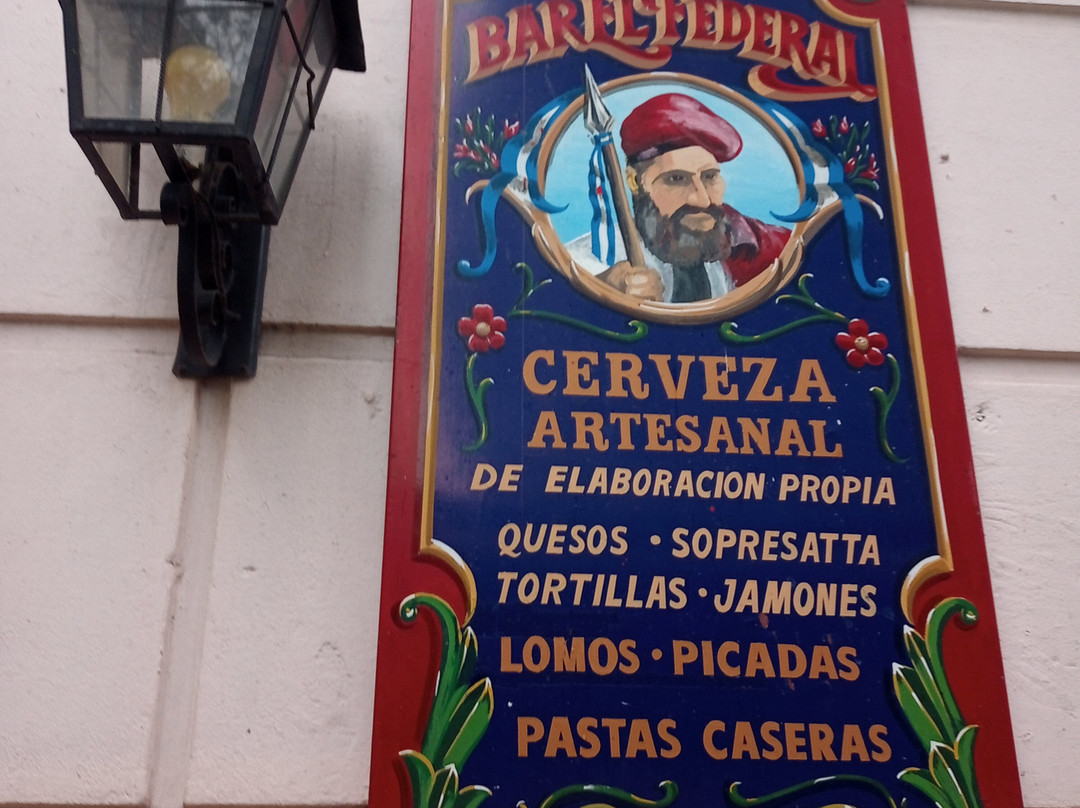 BAR EL FEDERAL
CERVEZA
ARTESANAL
DE ELABORACION PROPIA
QUESOS · SOPRESATTA
TORTILLAS · JAMONES
LOMOS · PICADAS
PASTAS CASERAS